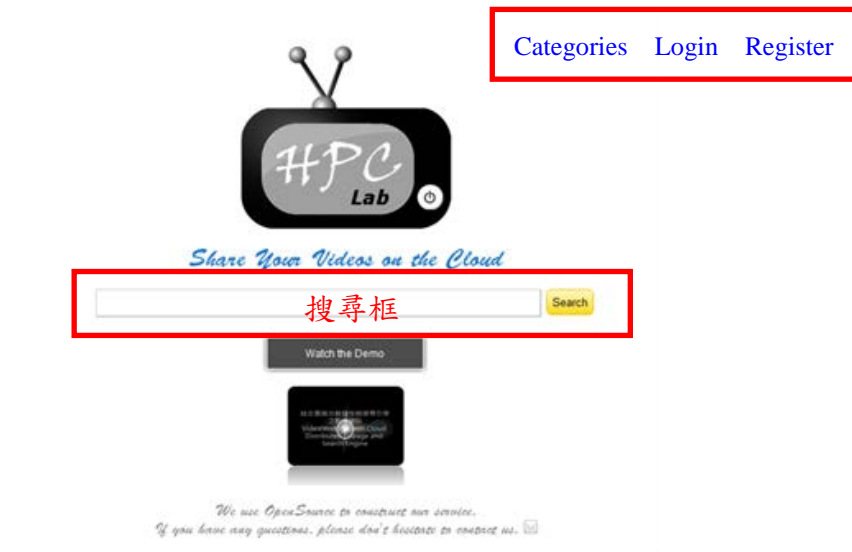 Categories Login Register
HPC
Lab
Share Your Videos on the Cloud
搜尋框 Search
Watch the Demo
We use OpenSource to construct our service.
If you have any questions, please don't hesitate to contact us.